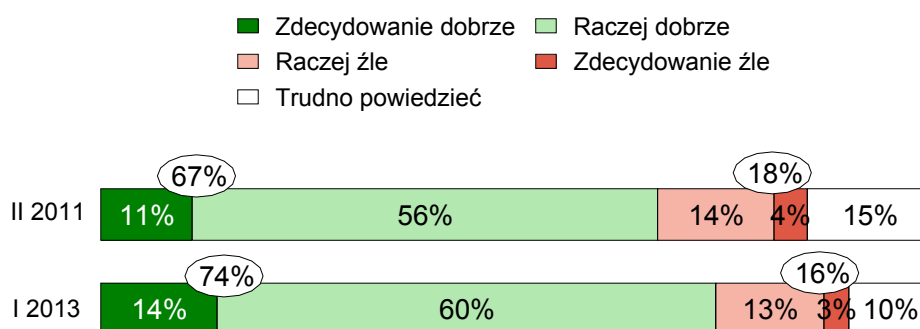 Zdecydowanie dobrze Raczej dobrze
Raczej źle Zdecydowanie źle
Trudno powiedzieć
67% 18%
II 2011 11% 56% 14% 4% 15%
74% 16%
I 2013 14% 60% 13% 3% 10%